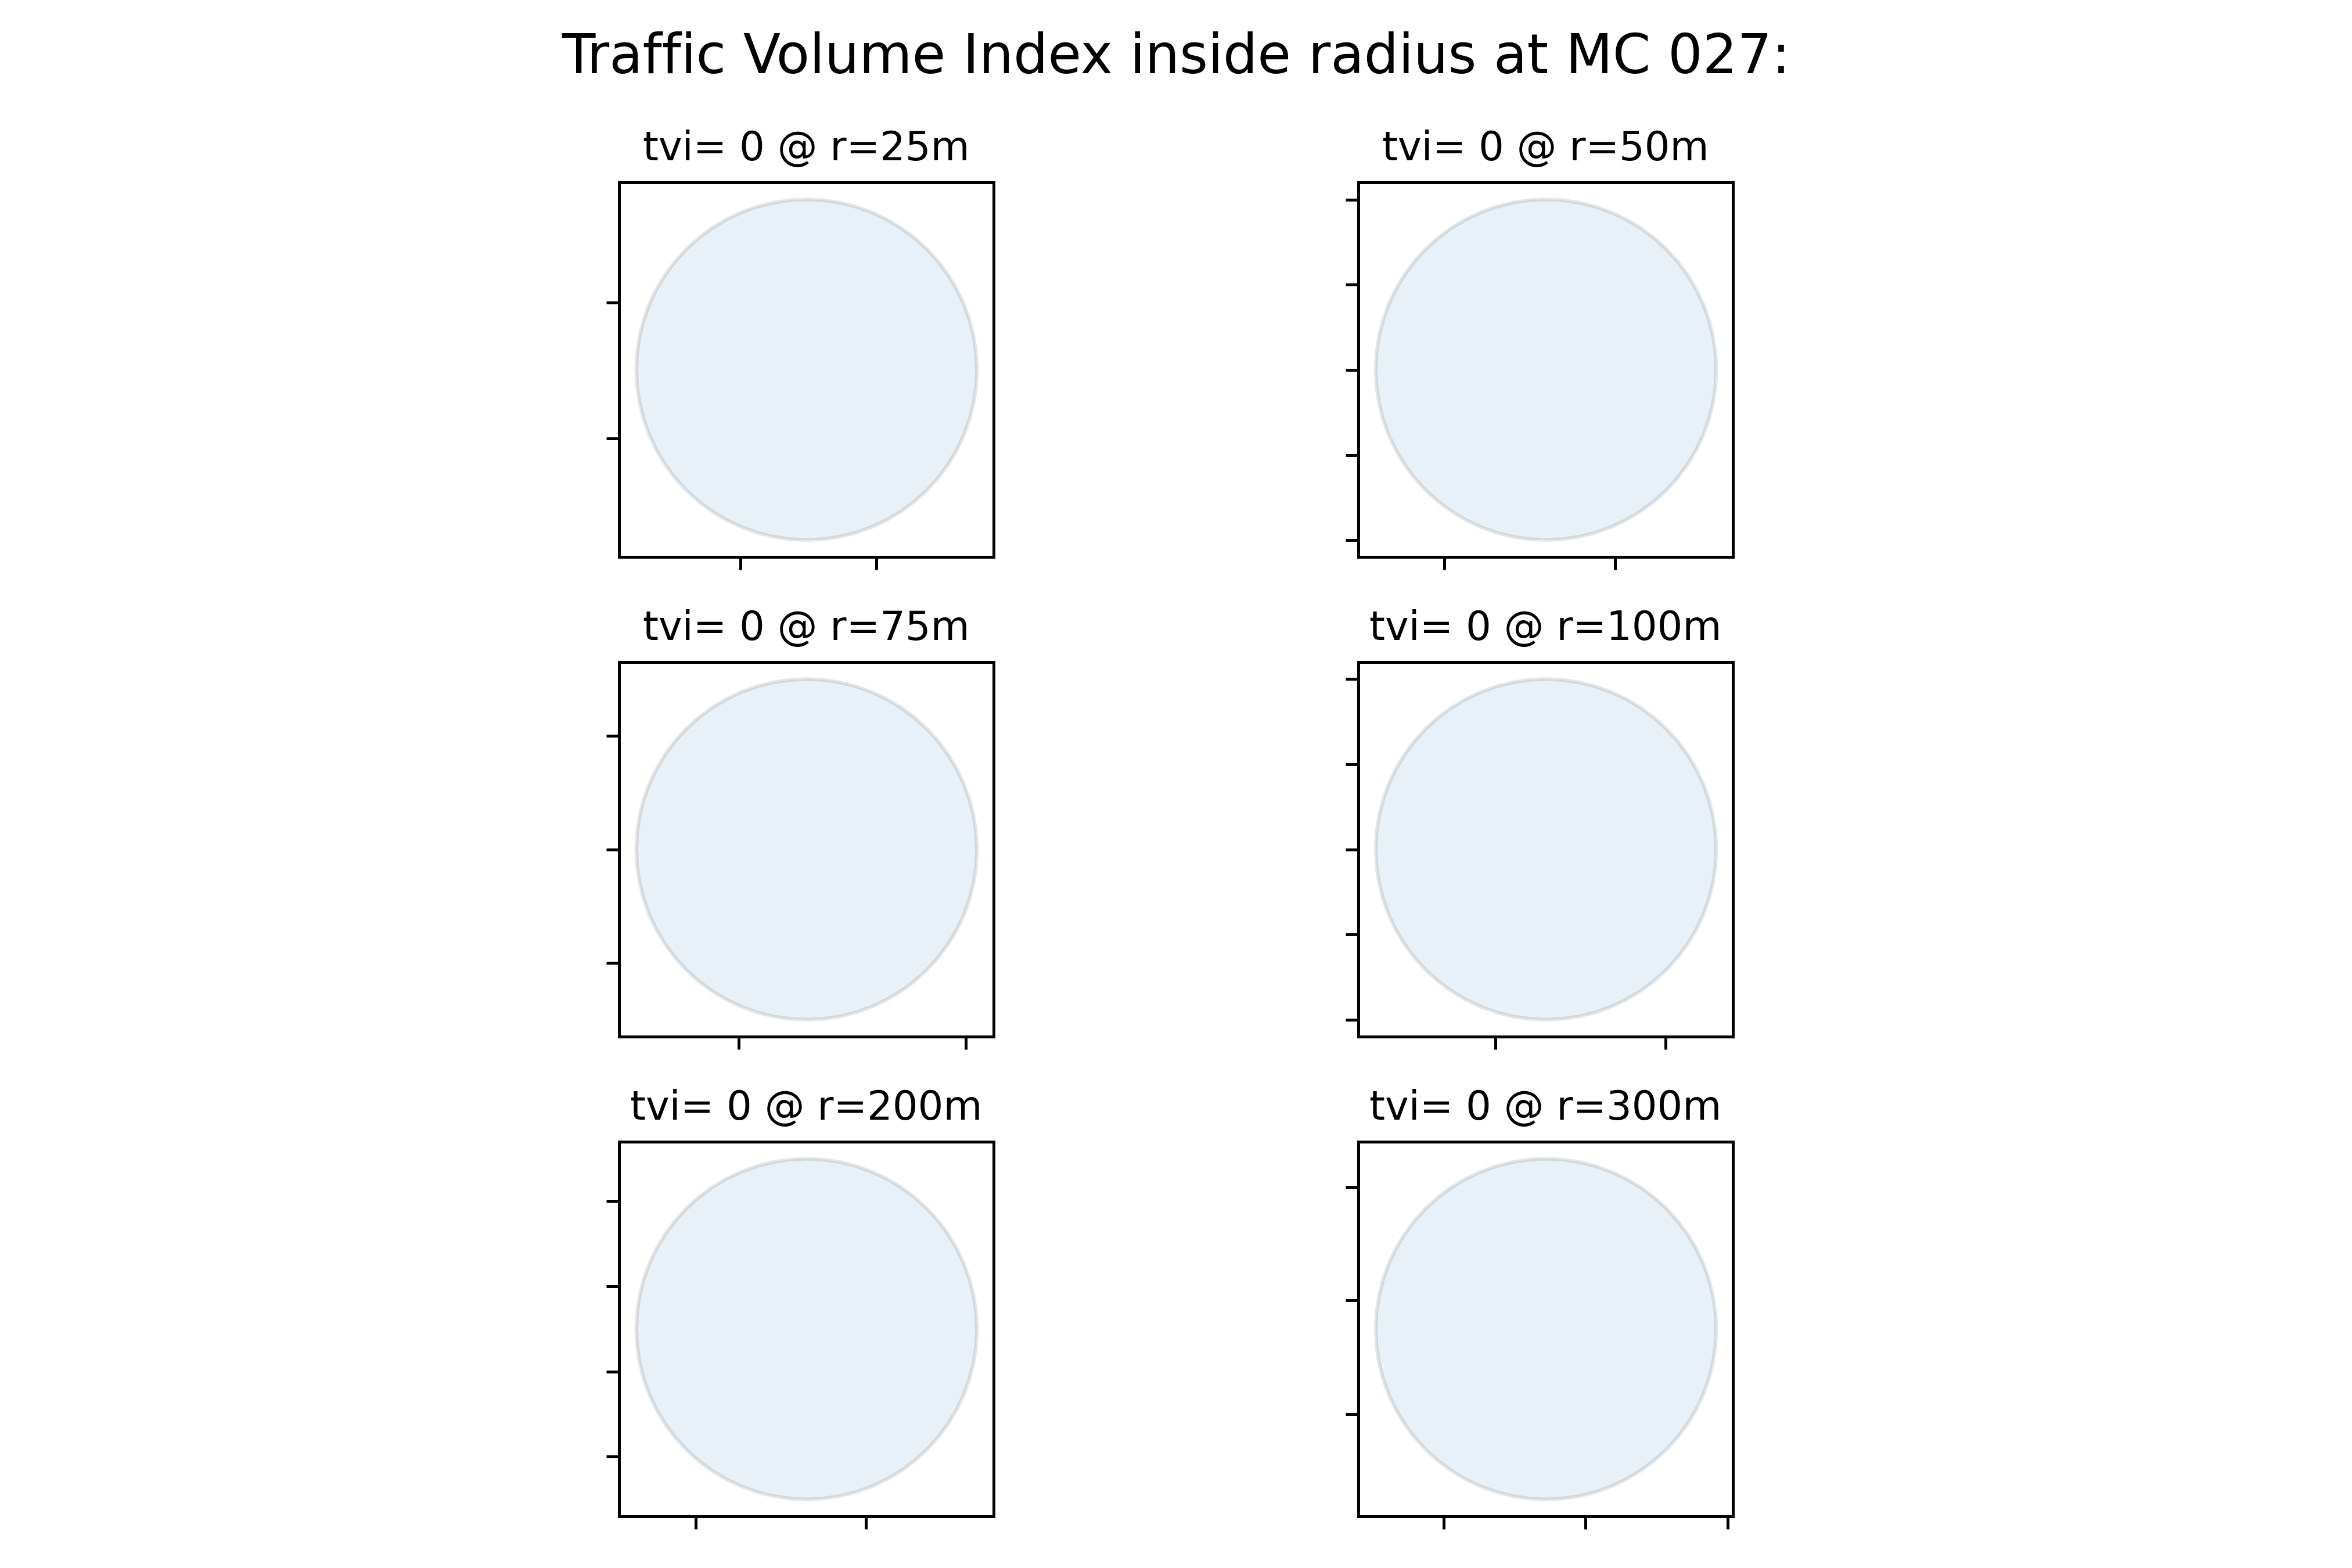 Traffic Volume Index inside radius at MC 027:
tvi= 0 @ r=25m
tvi= 0 @ r=50m
tvi= 0 @ r=75m
tvi= 0 @ r=100m
tvi= 0 @ r=200m
tvi= 0 @ r=300m